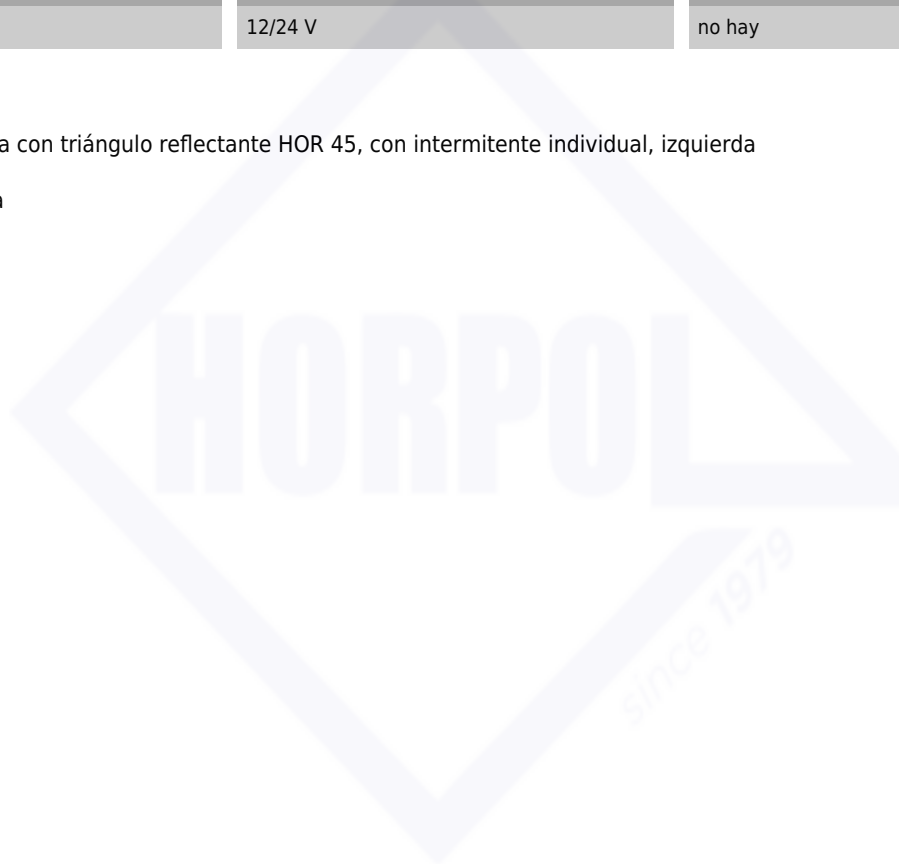 12/24 V no hay
a con triángulo reflectante HOR 45, con intermitente individual, izquierda
a
HORPOL
since 1979